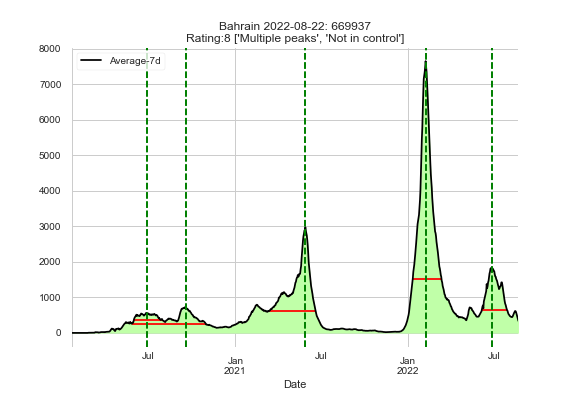 Bahrain 2022-08-22: 669937
Rating:8 ['Multiple peaks', 'Not in control']
Average-7d
8000
7000
6000
5000
4000
3000
2000
1000
0
Jul
Jan
2021
Jul
Jan
2022
Jul
Date